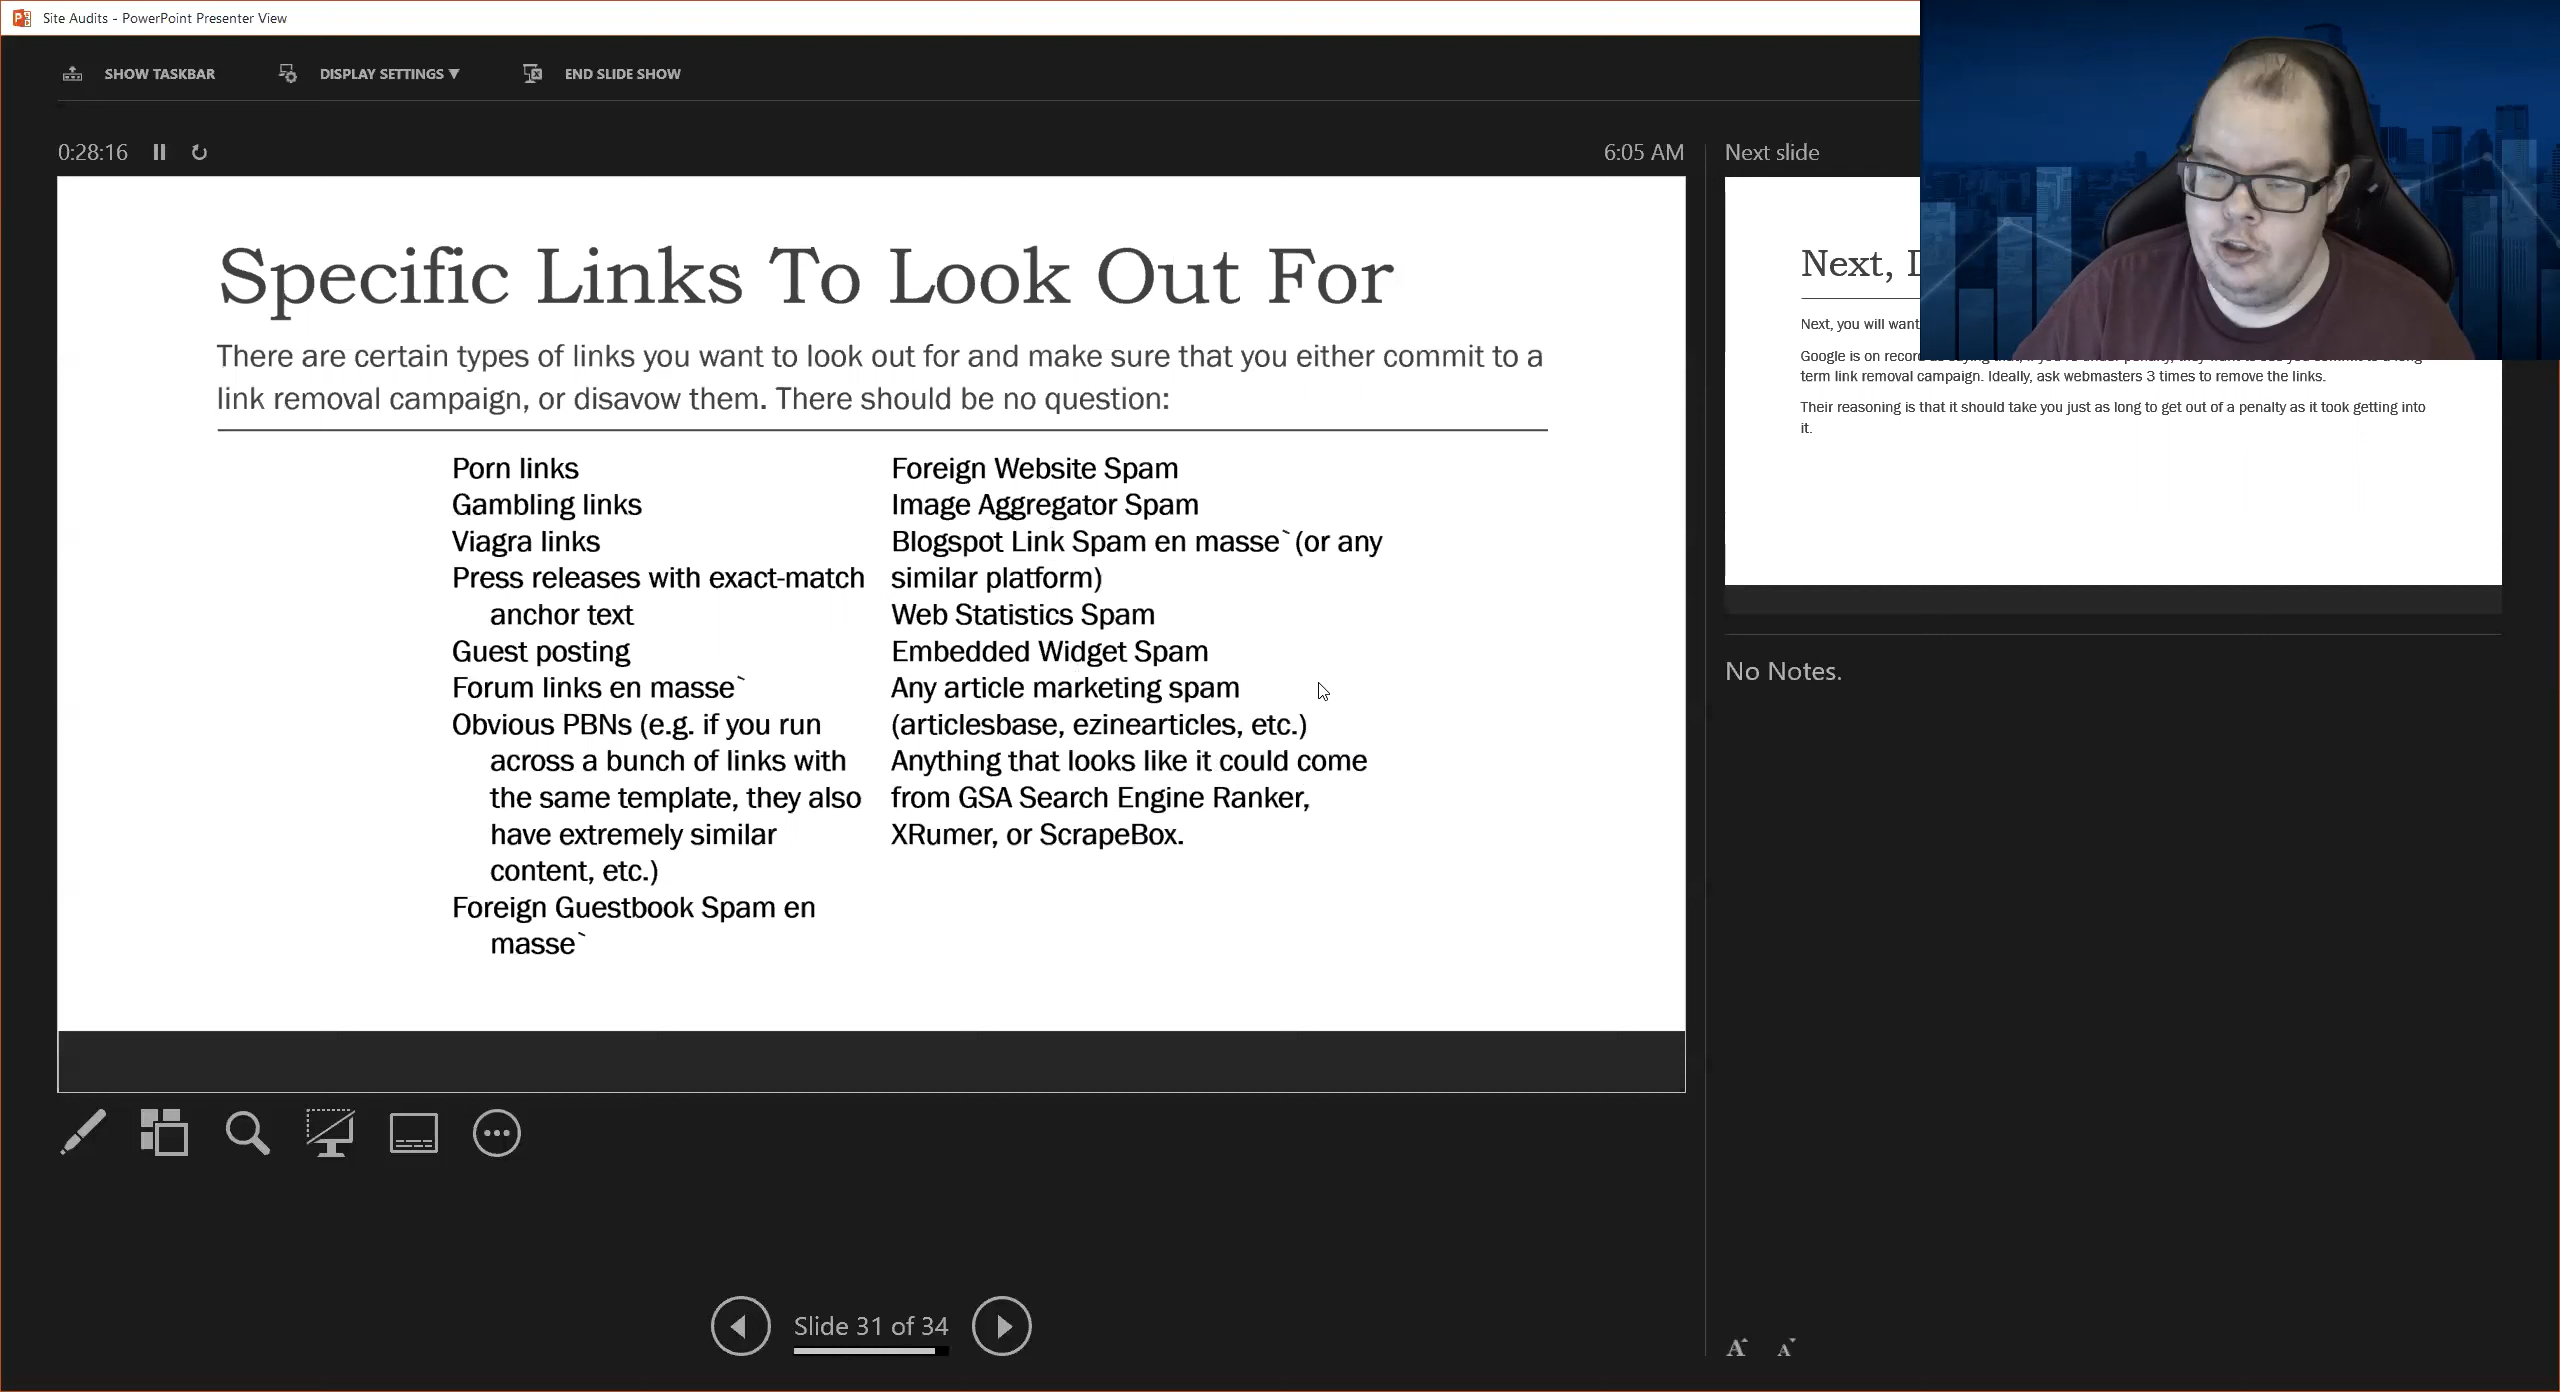 Site Audits - PowerPoint Presenter View
SHOW TASKBAR
DISPLAY SETTINGS ▼
END SLIDE SHOW
0:28:16
6:05 AM
Specific Links To Look Out For
There are certain types of links you want to look out for and make sure that you either commit to a
link removal campaign, or disavow them. There should be no question:
Porn links
Gambling links
Viagra links
Press releases with exact-match
anchor text
Guest posting
Forum links en masse`
Obvious PBNs (e.g. if you run
across a bunch of links with
the same template, they also
have extremely similar
content, etc.)
Foreign Guestbook Spam en
masse`
Foreign Website Spam
Image Aggregator Spam
Blogspot Link Spam en masse` (or any
similar platform)
Web Statistics Spam
Embedded Widget Spam
Any article marketing spam
(articlesbase, ezinearticles, etc.)
Anything that looks like it could come
from GSA Search Engine Ranker,
XRumer, or ScrapeBox.
Slide 31 of 34
Next slide
Next,
Next, you will want
Google is on record
term link removal campaign. Ideally, ask webmasters 3 times to remove the links.
Their reasoning is that it should take you just as long to get out of a penalty as it took getting into
it.
No Notes.
A A